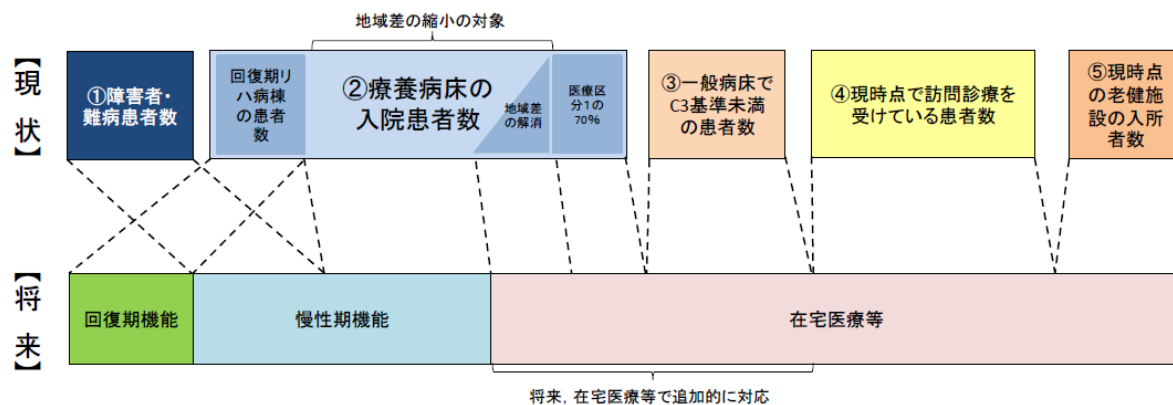 地域差の縮小の対象
【現状】
①障害者・
難病患者数
回復期リ
ハ病棟
の患者
数
②療養病床の
入院患者数
地域差
の解消
医療区
分1の
70%
③一般病床で
C3基準未満
の患者数
④現時点で訪問診療を
受けている患者数
⑤現時点
の老健施
設の入所
者数
【将来】
回復期機能
慢性期機能
在宅医療等
将来，在宅医療等で追加的に対応